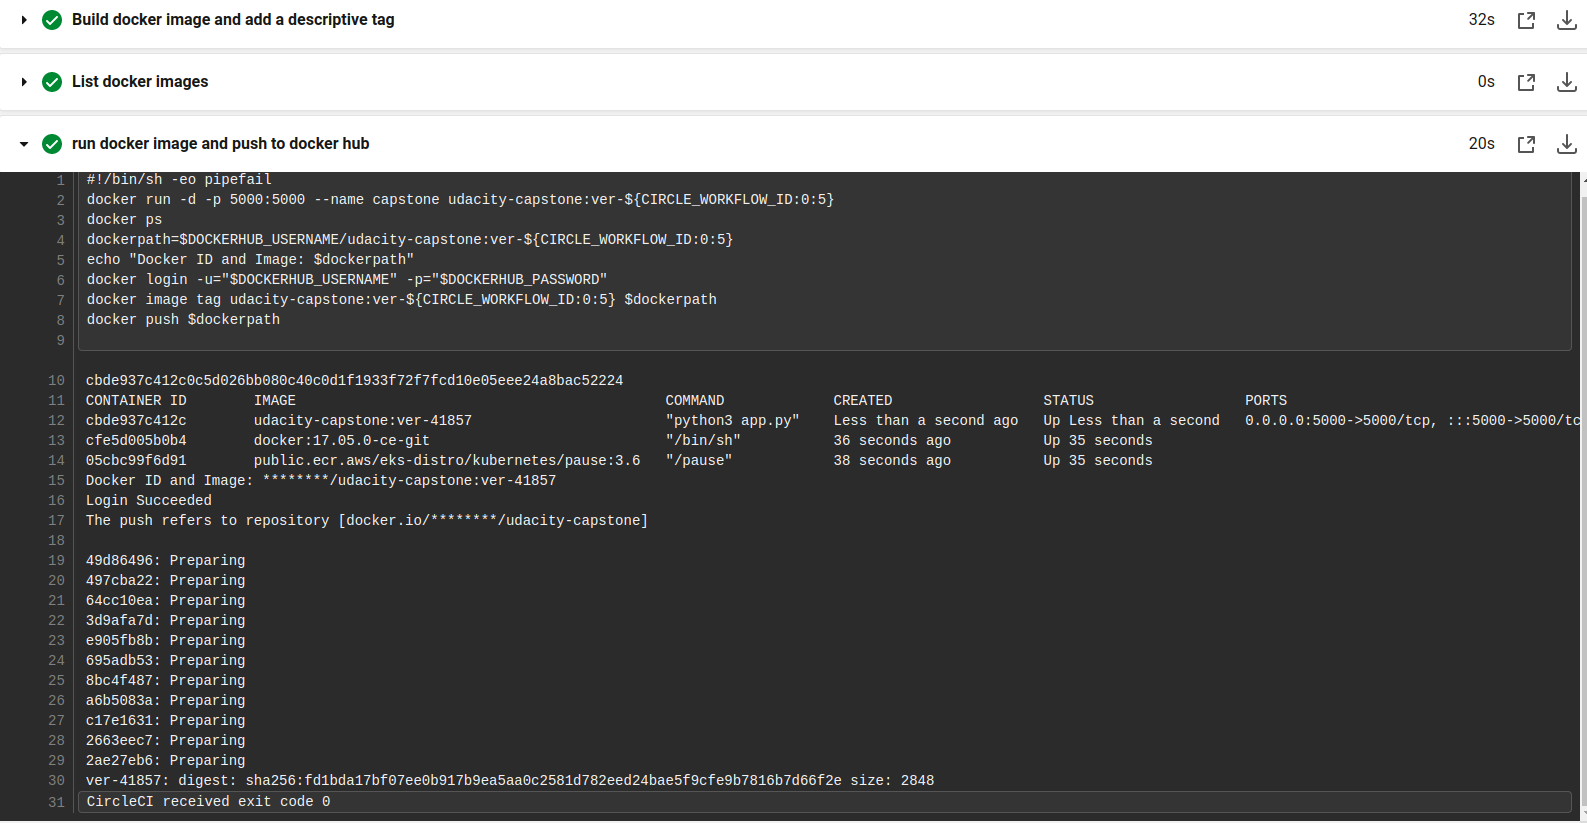 Build docker image and add a descriptive tag 32s
List docker images 0s
run docker image and push to docker hub 20s
1 #!/bin/sh -eo pipefail
2 docker run -d -p 5000:5000 --name capstone udacity-capstone:ver-${CIRCLE_WORKFLOW_ID:0:5}
3 docker ps
4 dockerpath=$DOCKERHUB_USERNAME/udacity-capstone:ver-${CIRCLE_WORKFLOW_ID:0:5}
5 echo "Docker ID and Image: $dockerpath"
6 docker login -u="$DOCKERHUB_USERNAME" -p="$DOCKERHUB_PASSWORD"
7 docker image tag udacity-capstone:ver-${CIRCLE_WORKFLOW_ID:0:5} $dockerpath
8 docker push $dockerpath
9
10 cbde937c412c0c5d026bb080c40c0d1f1933f72f7fcd10e05eee24a8bac52224
11 CONTAINER ID IMAGE COMMAND CREATED STATUS PORTS
12 cbde937c412c udacity-capstone:ver-41857 "python3 app.py" Less than a second ago Up Less than a second 0.0.0.0:5000->5000/tcp, :::5000->5000/tc
13 cfe5d005b0b4 docker:17.05.0-ce-git "/bin/sh" 36 seconds ago Up 35 seconds
14 05cbc99f6d91 public.ecr.aws/eks-distro/kubernetes/pause:3.6 "/pause" 38 seconds ago Up 35 seconds
15 Docker ID and Image: ********/udacity-capstone:ver-41857
16 Login Succeeded
17 The push refers to repository [docker.io/********/udacity-capstone]
18
19 49d86496: Preparing
20 497cba22: Preparing
21 64cc10ea: Preparing
22 3d9afa7d: Preparing
23 e905fb8b: Preparing
24 695adb53: Preparing
25 8bc4f487: Preparing
26 a6b5083a: Preparing
27 c17e1631: Preparing
28 2663eec7: Preparing
29 2ae27eb6: Preparing
30 ver-41857: digest: sha256:fd1bda17bf07ee0b917b9ea5aa0c2581d782eed24bae5f9cfe9b7816b7d66f2e size: 2848
31 CircleCI received exit code 0